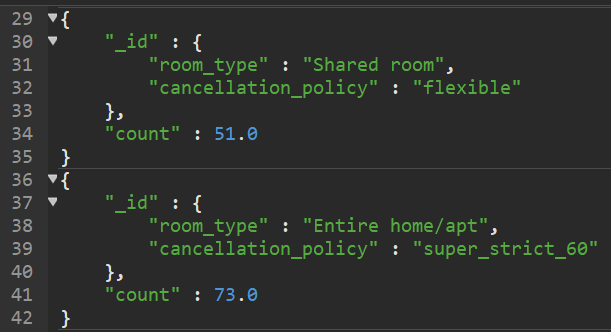 29 {
30     "_id" : {
31         "room_type" : "Shared room",
32         "cancellation_policy" : "flexible"
33     },
34     "count" : 51.0
35 }
36 {
37     "_id" : {
38         "room_type" : "Entire home/apt",
39         "cancellation_policy" : "super_strict_60"
40     },
41     "count" : 73.0
42 }